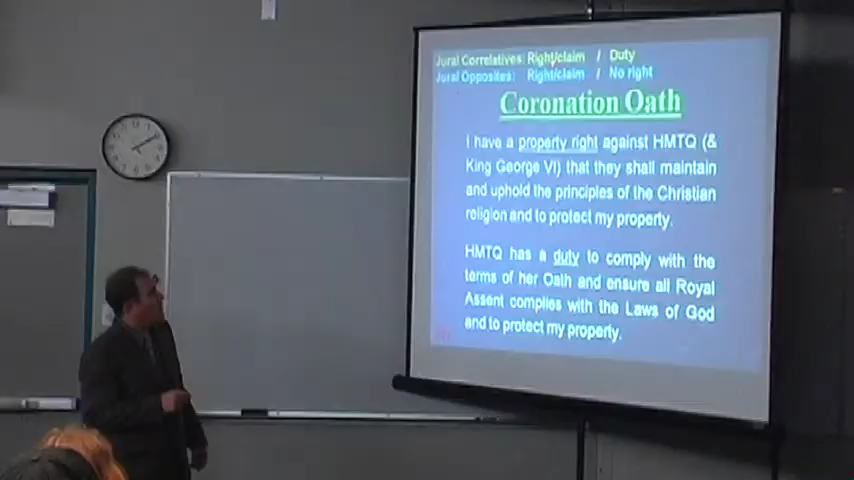 Jural Correlatives: Right/claim / Duty
Jural Opposites: Right/claim / No right
Coronation Oath
I have a property right against HMTQ (&
King George VI) that they shall maintain
and uphold the principles of the Christian
religion and to protect my property.
HMTQ has a duty to comply with the
terms of her Oath and ensure all Royal
Assent complies with the Laws of God
and to protect my property.